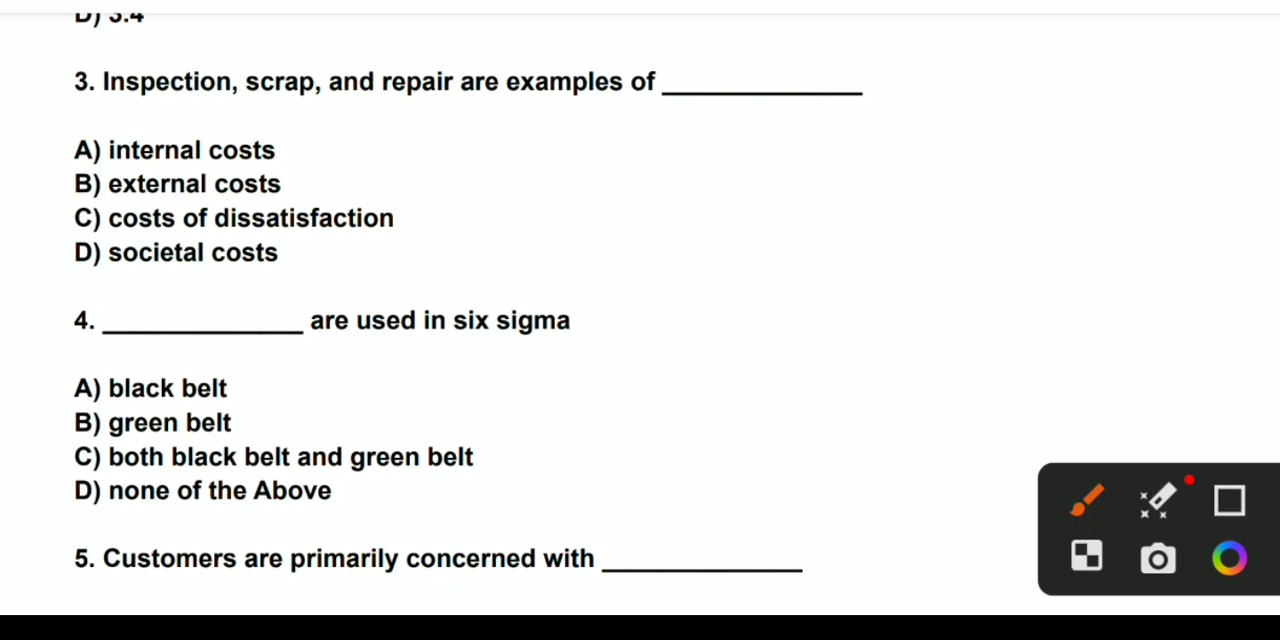 D) 3.4
3. Inspection, scrap, and repair are examples of ______________
A) internal costs
B) external costs
C) costs of dissatisfaction
D) societal costs
4. ______________ are used in six sigma
A) black belt
B) green belt
C) both black belt and green belt
D) none of the Above
5. Customers are primarily concerned with ______________